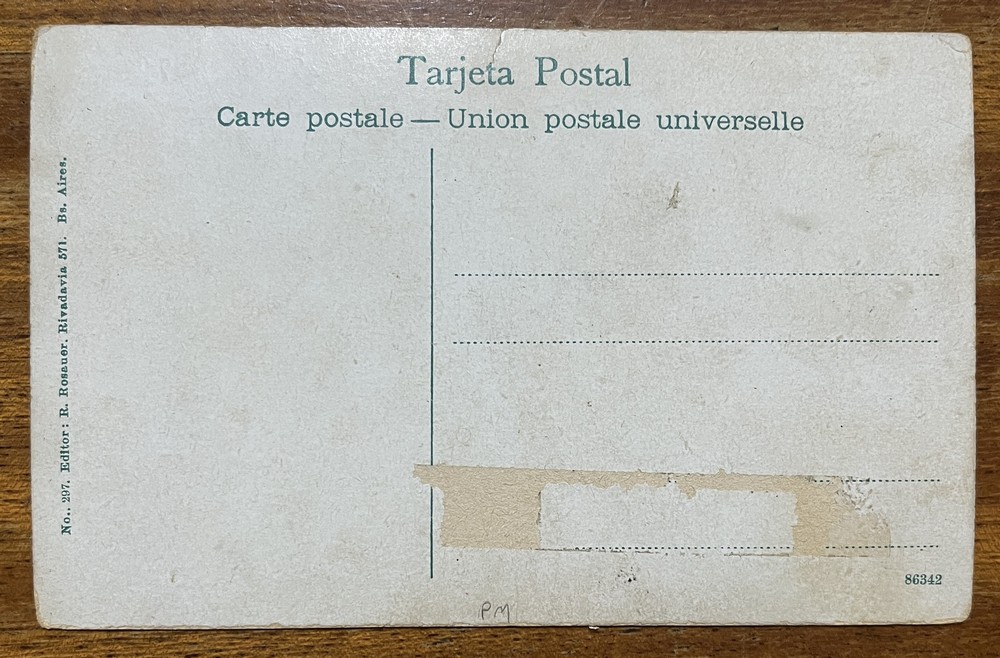 Tarjeta Postal
Carte postale — Union postale universelle
No.. 297. Editor: R. Rosauer. Rivadavia 571. Bs. Aires.
86342
PM